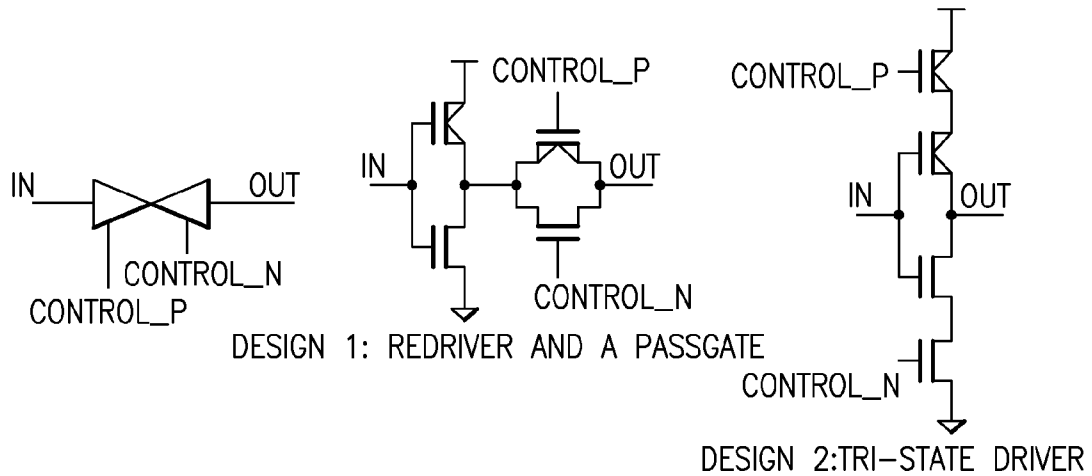 IN
OUT
CONTROL_N
CONTROL_P
CONTROL_P
IN
OUT
CONTROL_N
DESIGN 1: REDRIVER AND A PASSGATE
CONTROL_P
IN
OUT
CONTROL_N
DESIGN 2:TRI-STATE DRIVER